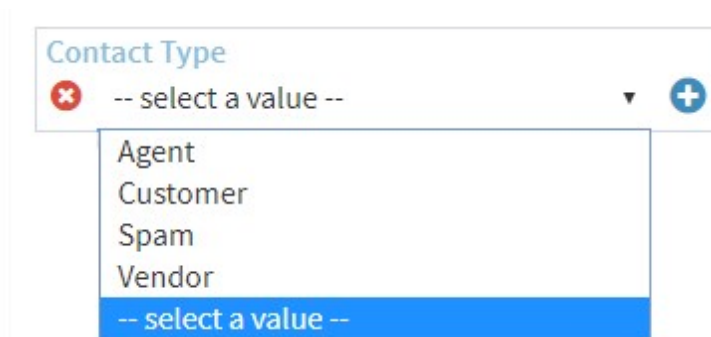 Contact Type
-- select a value --
Agent
Customer
Spam
Vendor
-- select a value --